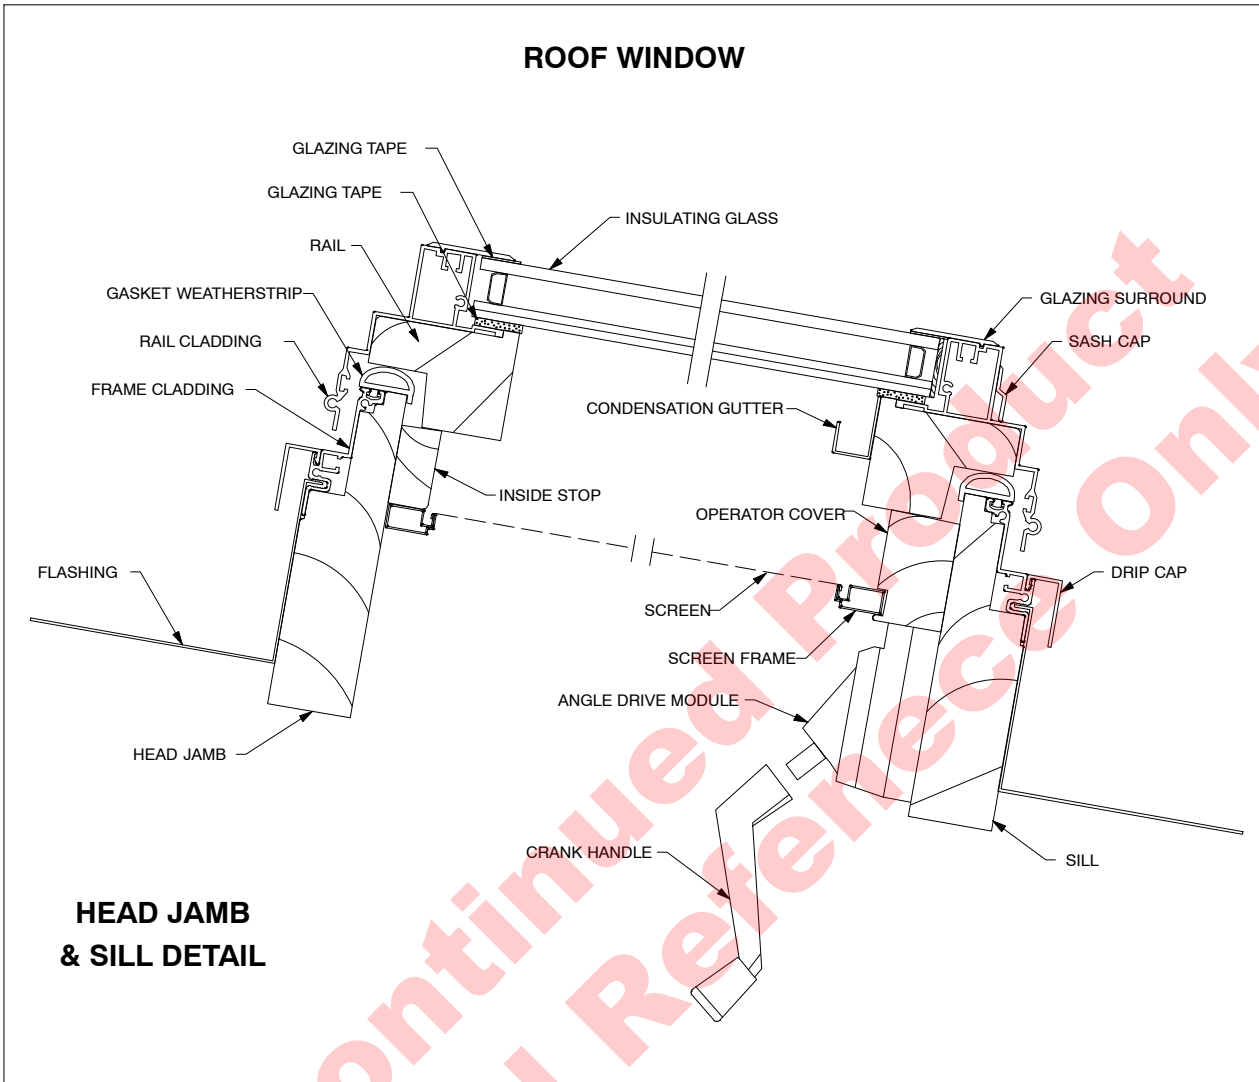 ROOF WINDOW
GLAZING TAPE
GLAZING TAPE
INSULATING GLASS
RAIL
GASKET WEATHERSTRIP
GLAZING SURROUND
RAIL CLADDING
SASH CAP
FRAME CLADDING
CONDENSATION GUTTER
INSIDE STOP
OPERATOR COVER
FLASHING
DRIP CAP
SCREEN
SCREEN FRAME
ANGLE DRIVE MODULE
HEAD JAMB
CRANK HANDLE
SILL
HEAD JAMB
& SILL DETAIL
ontinued Product
d Refenece Only